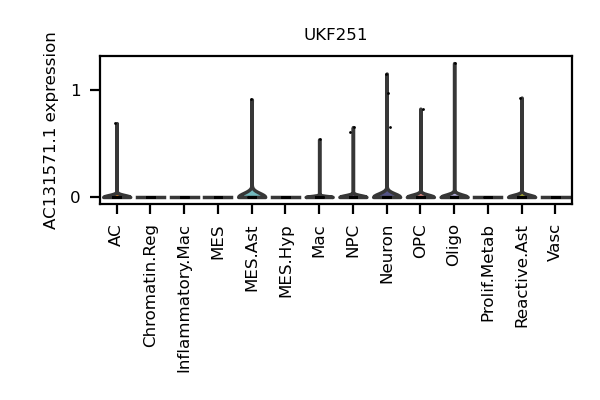 UKF251
AC131571.1 expression
1
0
AC
Chromatin.Reg
Inflammatory.Mac
MES
MES.Ast
MES.Hyp
Mac
NPC
Neuron
OPC
Oligo
Prolif.Metab
Reactive.Ast
Vasc